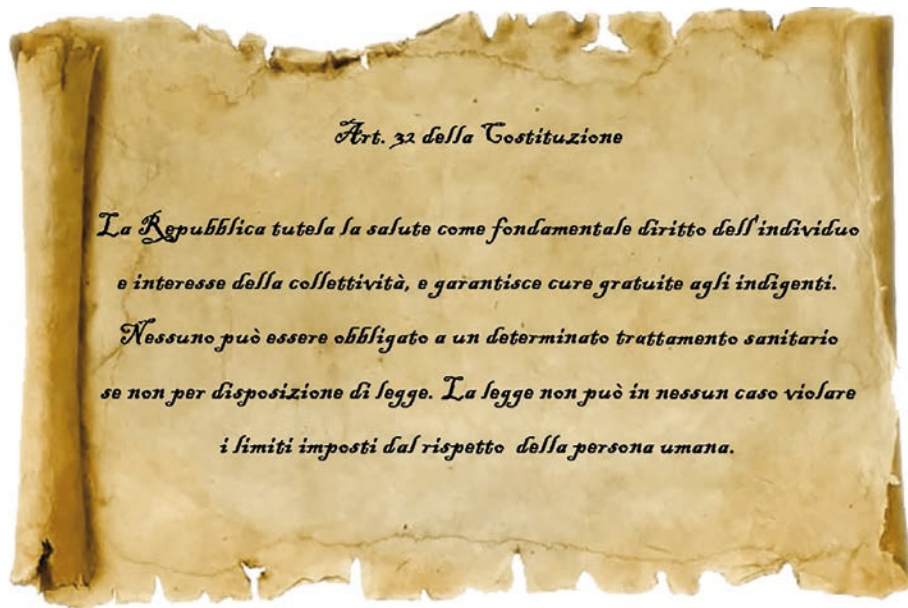 Art. 32 della Costituzione
La Repubblica tutela la salute come fondamentale diritto dell'individuo
e interesse della collettività, e garantisce cure gratuite agli indigenti.
Nessuno può essere obbligato a un determinato trattamento sanitario
se non per disposizione di legge. La legge non può in nessun caso violare
i limiti imposti dal rispetto della persona umana.